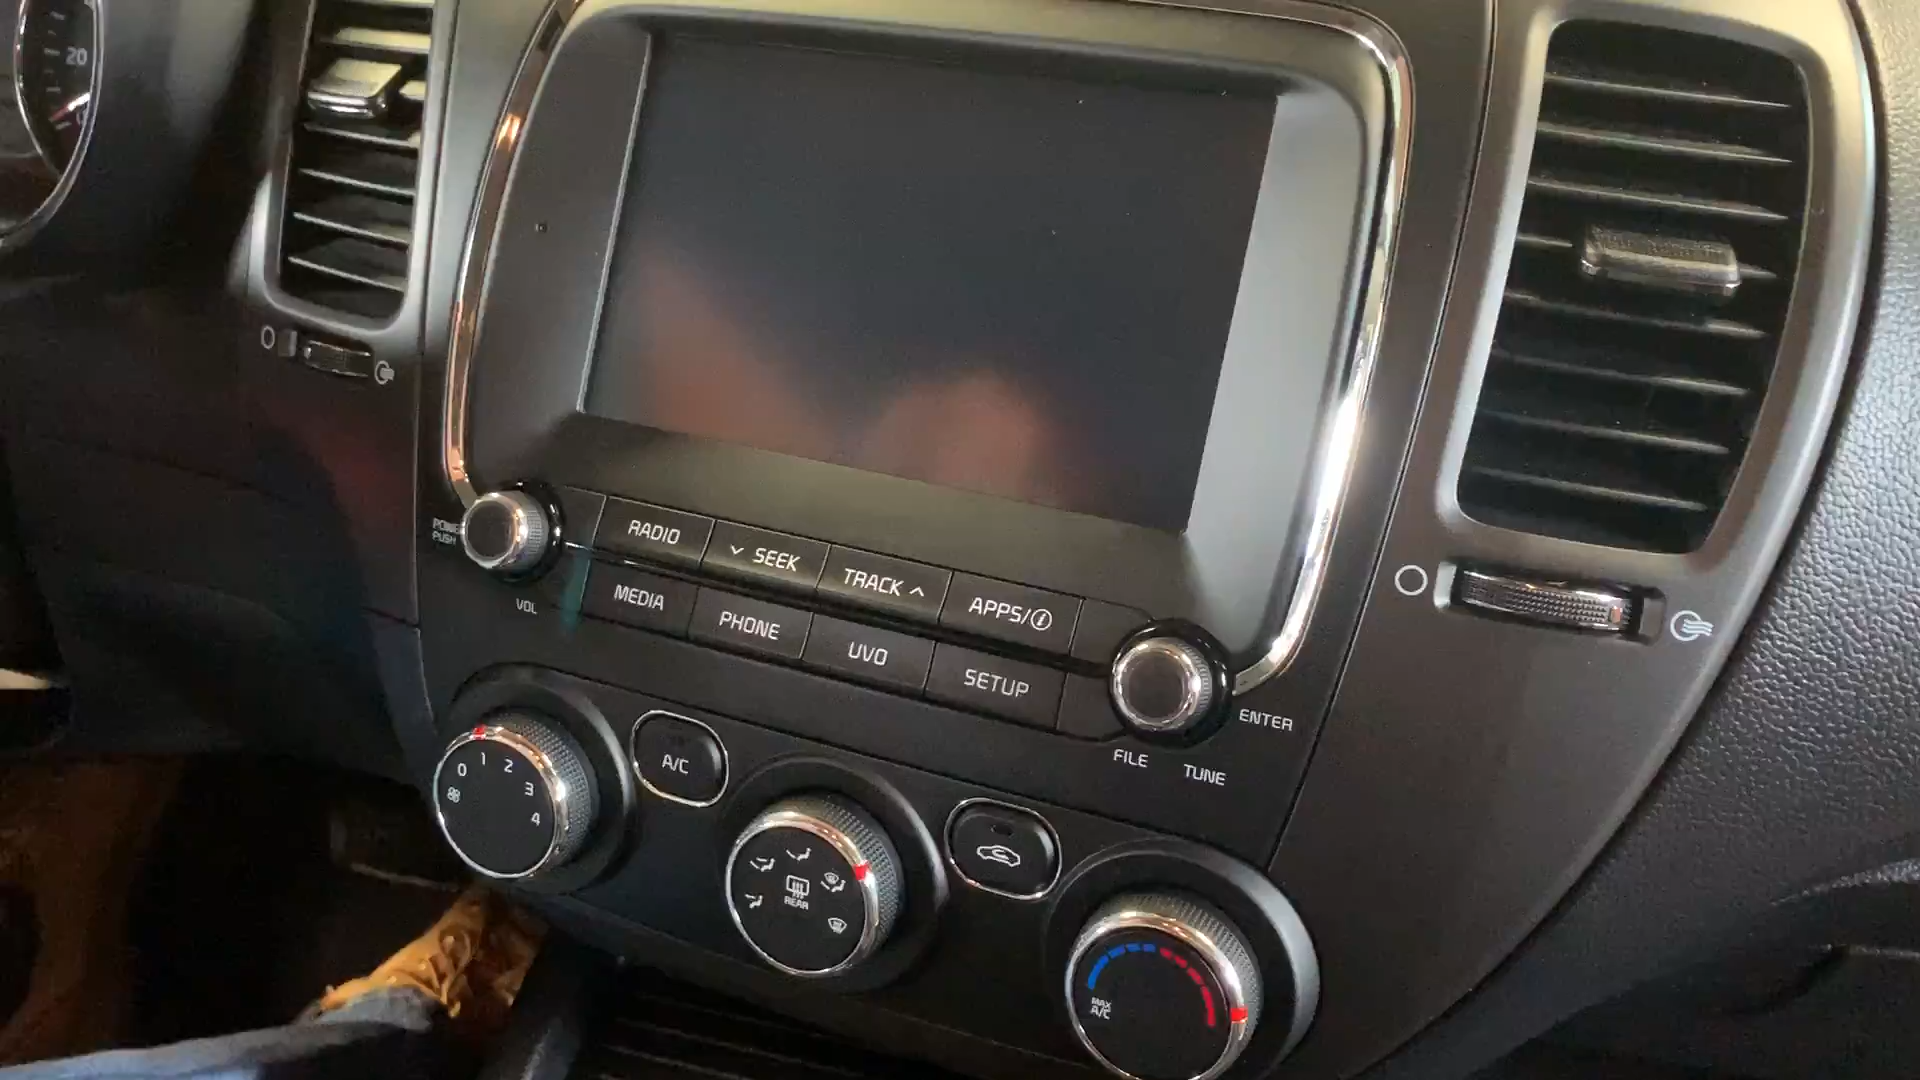 20
POWER
PUSH
VOL
RADIO
SEEK
TRACK
APPS/i
MEDIA
PHONE
UVO
SETUP
ENTER
FILE
TUNE
0 1 2 3 4
A/C
REAR
MAX
A/C